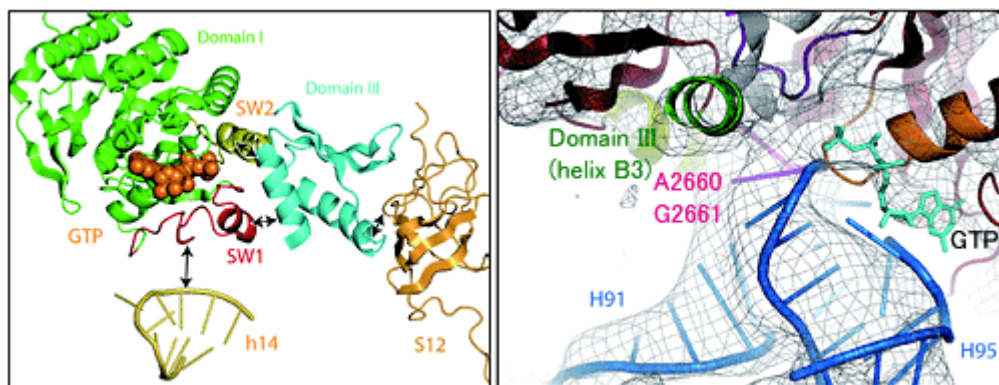 Domain I
SW2
Domain III
GTP
SW1
h14
S12
Domain III
(helix B3)
A2660
G2661
GTP
H91
H95